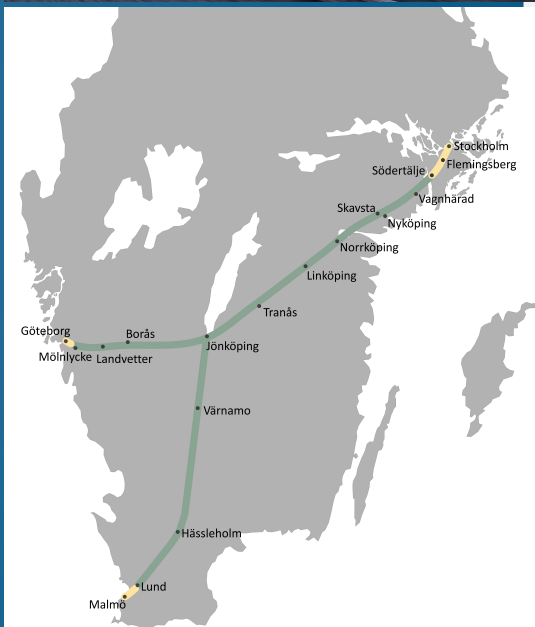 Stockholm
Flemingsberg
Södertälje
Vagnhärad
Skavsta
Nyköping
Norrköping
Linköping
Tranås
Göteborg
Borås
Jönköping
Mölnlycke
Landvetter
Värnamo
Hässleholm
Lund
Malmö